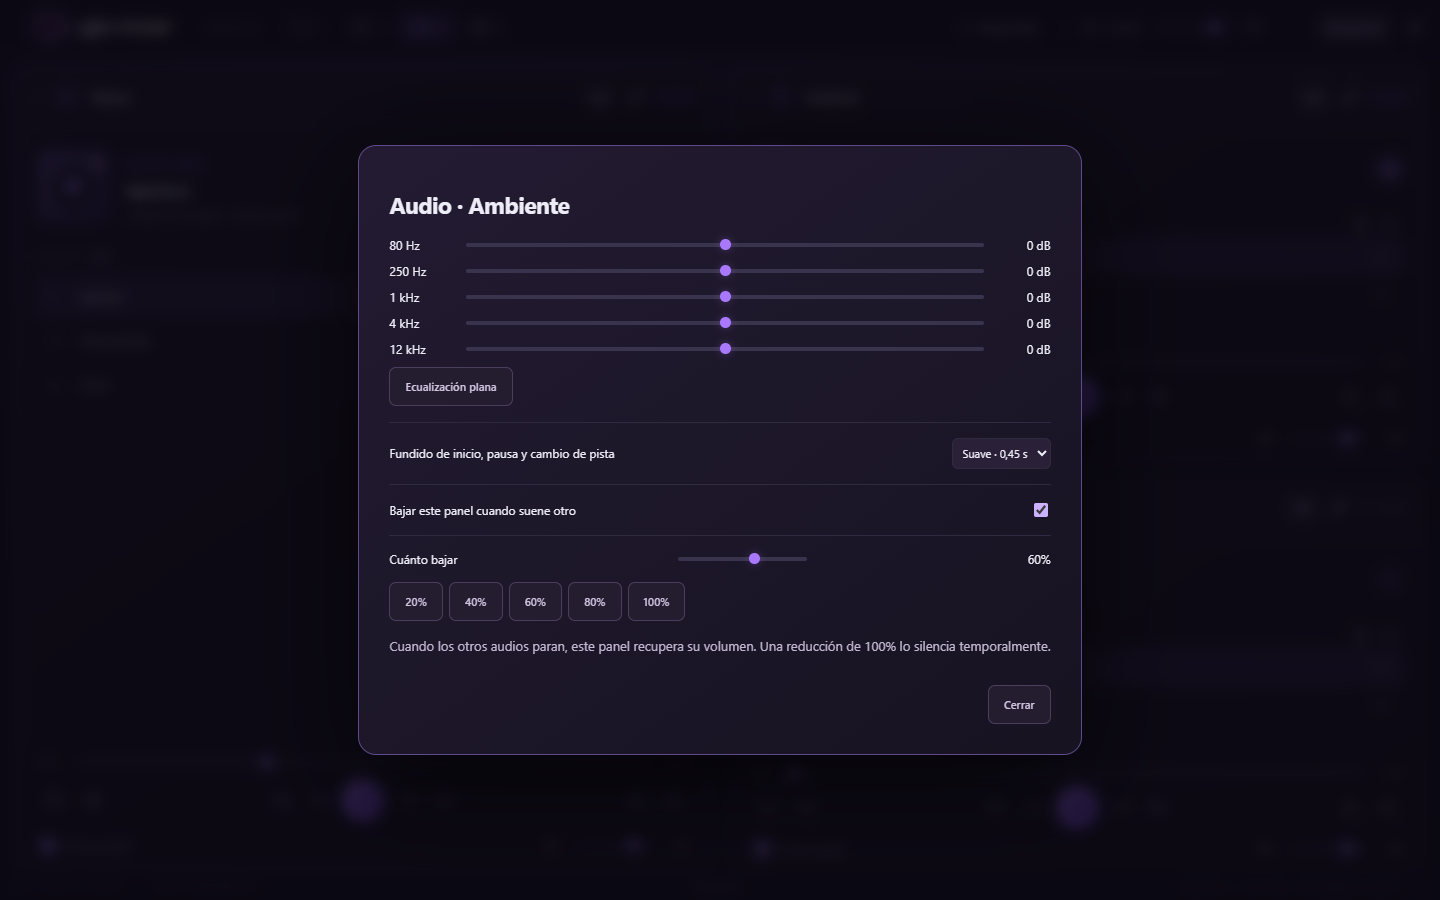 Audio · Ambiente
80 Hz 0 dB
250 Hz 0 dB
1 kHz 0 dB
4 kHz 0 dB
12 kHz 0 dB
Ecualización plana
Fundido de inicio, pausa y cambio de pista Suave · 0,45 s
Bajar este panel cuando suene otro
Cuánto bajar 60%
20% 40% 60% 80% 100%
Cuando los otros audios paran, este panel recupera su volumen. Una reducción de 100% lo silencia temporalmente.
Cerrar